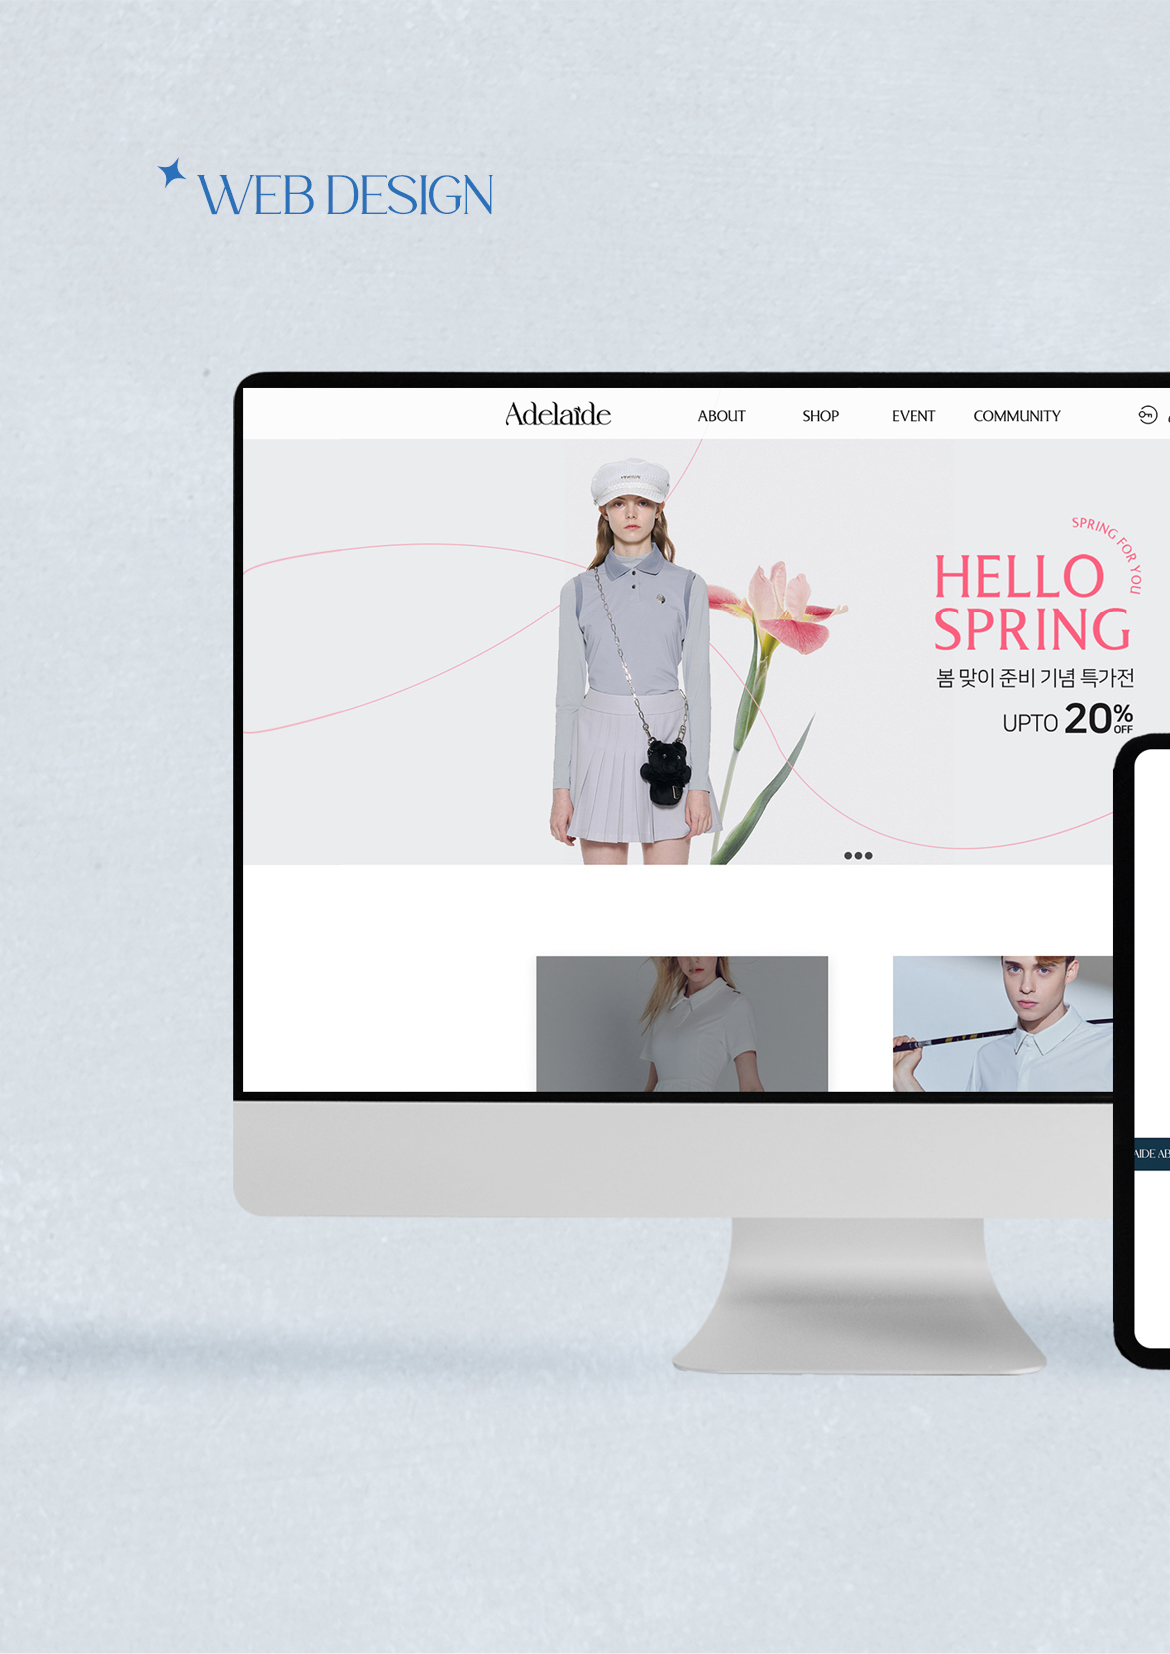 WEB DESIGN
Adelaide
ABOUT
SHOP
EVENT
COMMUNITY
SPRING FOR YOU
HELLO
SPRING
봄 맞이 준비 기념 특가전
UPTO 20% OFF
AIDE AB